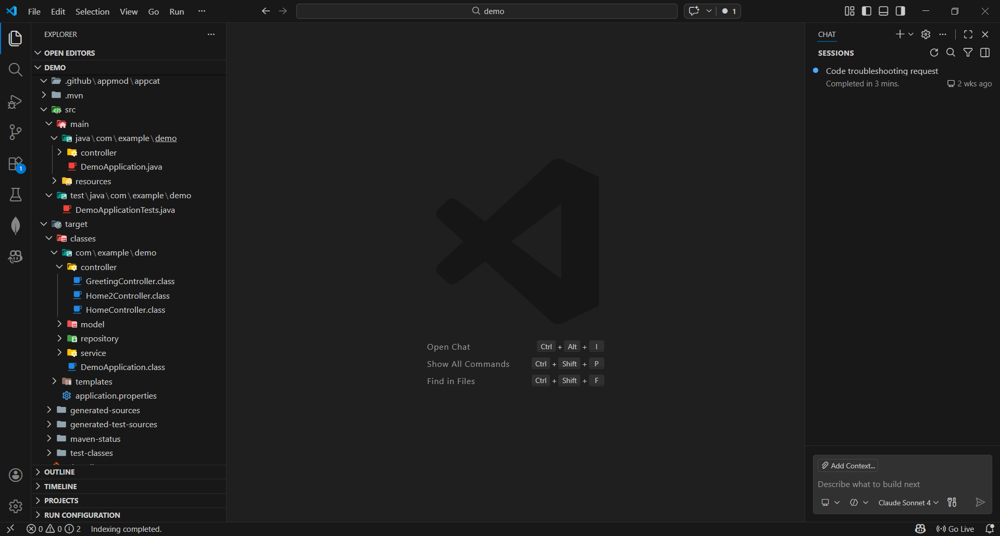 File Edit Selection View Go Run ···
demo
1
EXPLORER
OPEN EDITORS
DEMO
.github\appmod\appcat
.mvn
src
main
java\com\example\demo
controller
DemoApplication.java
resources
test\java\com\example\demo
DemoApplicationTests.java
target
classes
com\example\demo
controller
GreetingController.class
Home2Controller.class
HomeController.class
model
repository
service
DemoApplication.class
templates
application.properties
generated-sources
generated-test-sources
maven-status
test-classes
OUTLINE
TIMELINE
PROJECTS
RUN CONFIGURATION
1
Open Chat Ctrl + Alt + I
Show All Commands Ctrl + Shift + P
Find in Files Ctrl + Shift + F
CHAT
SESSIONS
Code troubleshooting request
Completed in 3 mins. 2 wks ago
Add Context...
Describe what to build next
Claude Sonnet 4
0 0 2 Indexing completed.
Go Live